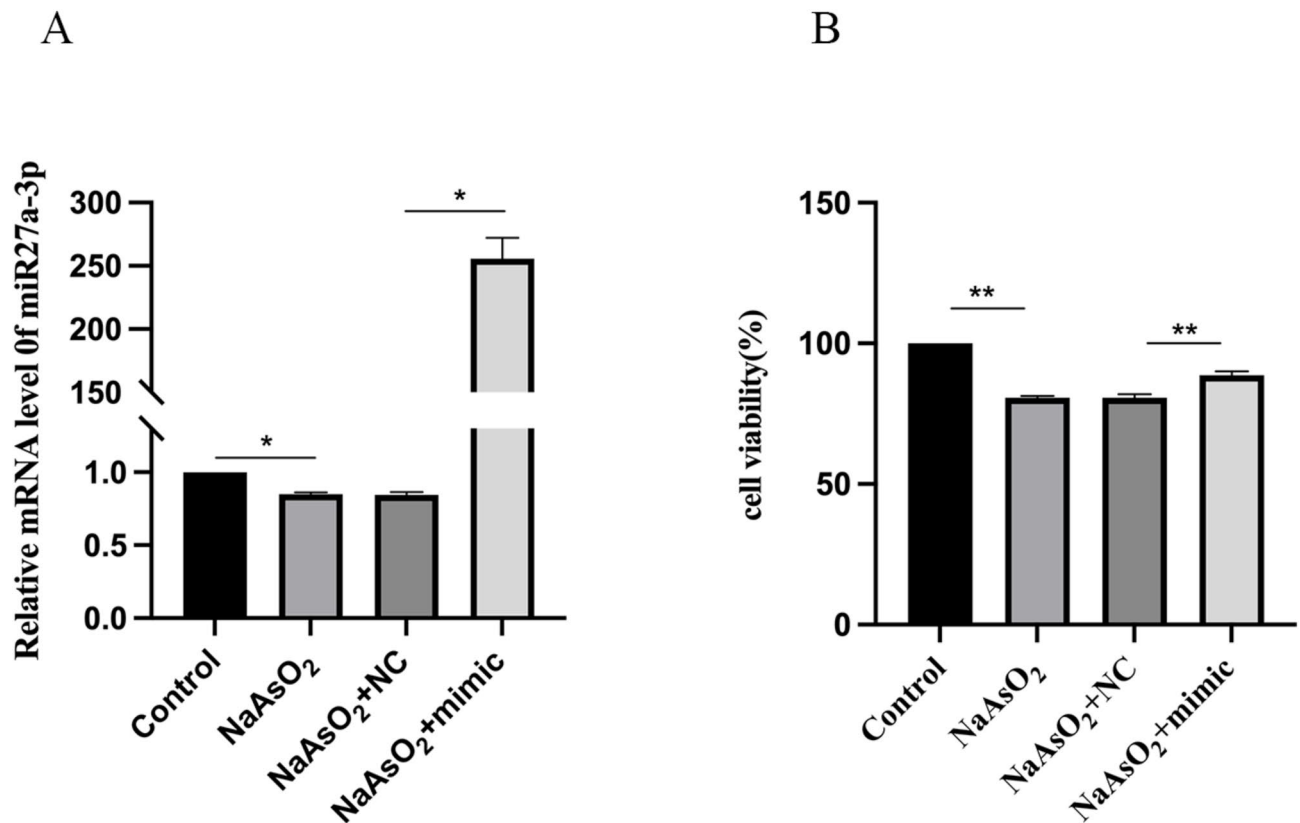 A
B
Relative mRNA level 0f miR27a-3p
300
250
200
150
1.0
0.5
0.0
*
*
Control
NaAsO₂
NaAsO₂+NC
NaAsO₂+mimic
cell viability(%)
150
100
50
0
**
**
Control
NaAsO₂
NaAsO₂+NC
NaAsO₂+mimic